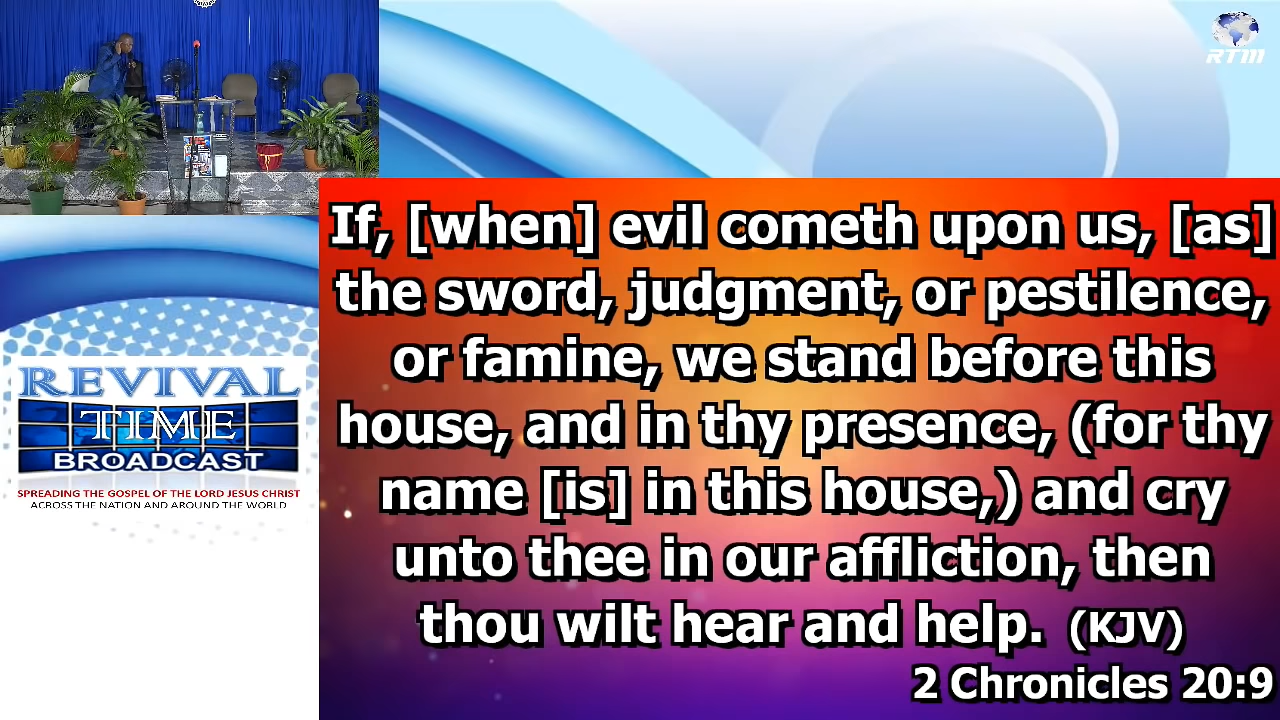 RTM
If, [when] evil cometh upon us, [as]
the sword, judgment, or pestilence,
or famine, we stand before this
house, and in thy presence, (for thy
name [is] in this house,) and cry
unto thee in our affliction, then
thou wilt hear and help. (KJV)
2 Chronicles 20:9
REVIVAL
TIME
BROADCAST
SPREADING THE GOSPEL OF THE LORD JESUS CHRIST
ACROSS THE NATION AND AROUND THE WORLD